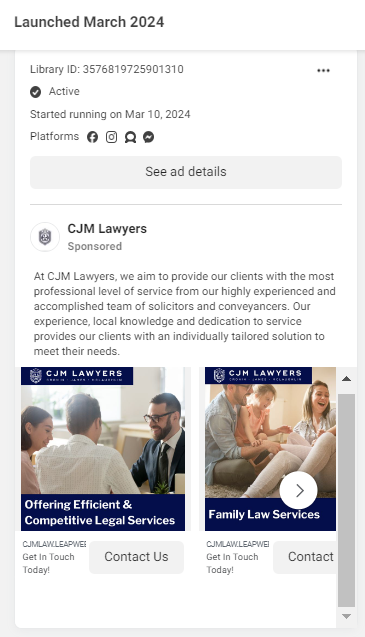 Launched March 2024
Library ID: 3576819725901310
Active
Started running on Mar 10, 2024
Platforms
See ad details
CJM Lawyers
Sponsored
At CJM Lawyers, we aim to provide our clients with the most
professional level of service from our highly experienced and
accomplished team of solicitors and conveyancers. Our
experience, local knowledge and dedication to service
provides our clients with an individually tailored solution to
meet their needs.
CJM LAWYERS
CRONIN · JAMES · MCLAUGHLIN
Offering Efficient &
Competitive Legal Services
CJMLAW.LEAPWE
Get In Touch
Today!
Contact Us
CJM LAWYERS
CRONIN · JAMES · MCLAUGHLIN
Family Law Services
CJMLAW.LEAPWEI
Get In Touch
Today!
Contact